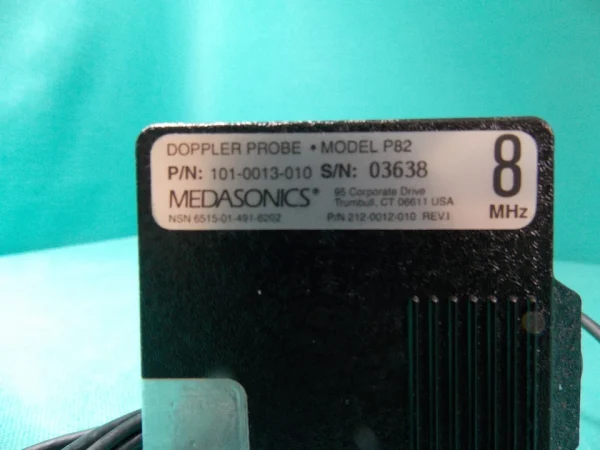 DOPPLER PROBE • MODEL P82
P/N: 101-0013-010 S/N: 03638
MEDASONICS® 95 Corporate Drive
Trumbull, CT 06611 USA
NSN 6515-01-491-6202 P/N 212-0012-010 REV.I
8
MHz